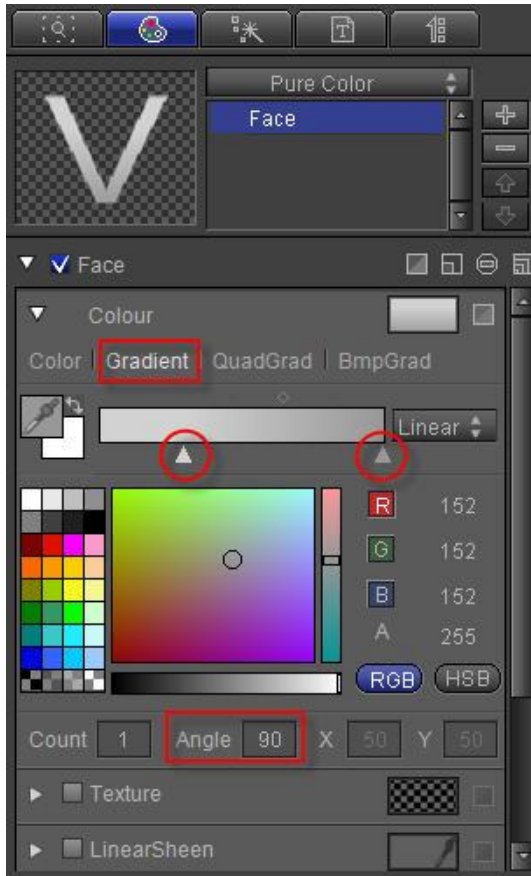 T
V
Pure Color
Face
Face
Colour
Color | Gradient | QuadGrad | BmpGrad
Linear
R 152
G 152
B 152
A 255
RGB HSB
Count 1 Angle 90 X 50 Y 50
Texture
LinearSheen